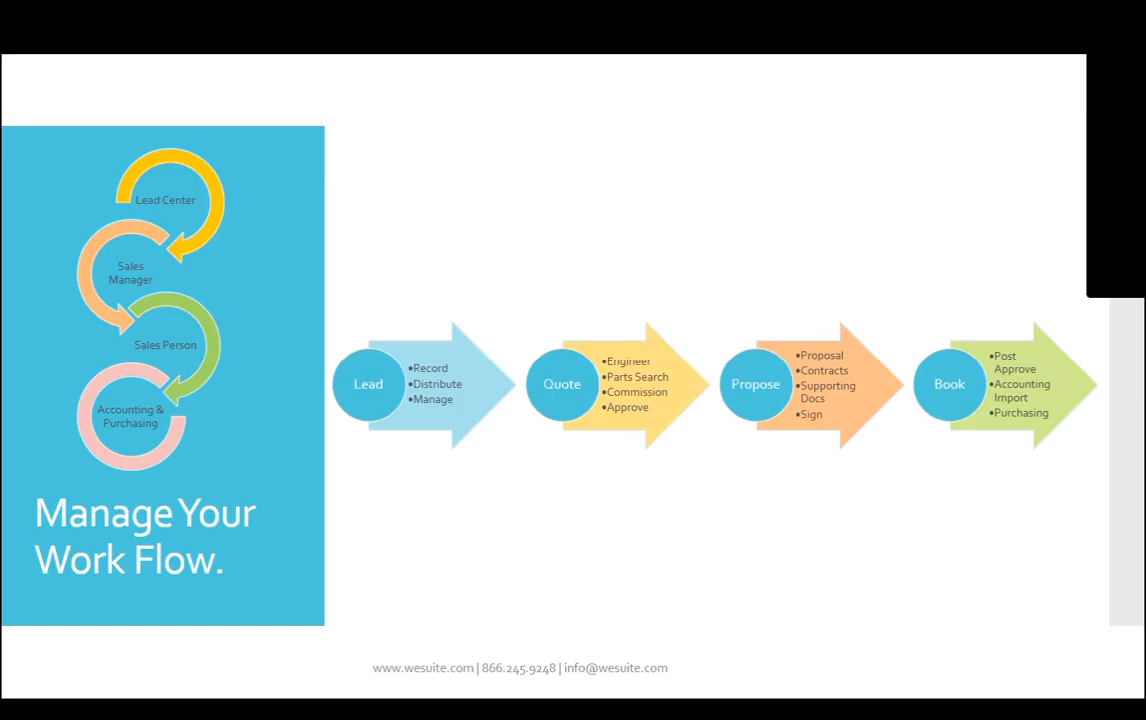 Lead Center
Sales
Manager
Sales Person
Accounting &
Purchasing
Manage Your
Work Flow.
Lead
•Record
•Distribute
•Manage
Quote
•Engineer
•Parts Search
•Commission
•Approve
Propose
•Proposal
•Contracts
•Supporting
Docs
•Sign
Book
•Post
Approve
•Accounting
Import
•Purchasing
www.wesuite.com | 866.245.9248 | info@wesuite.com